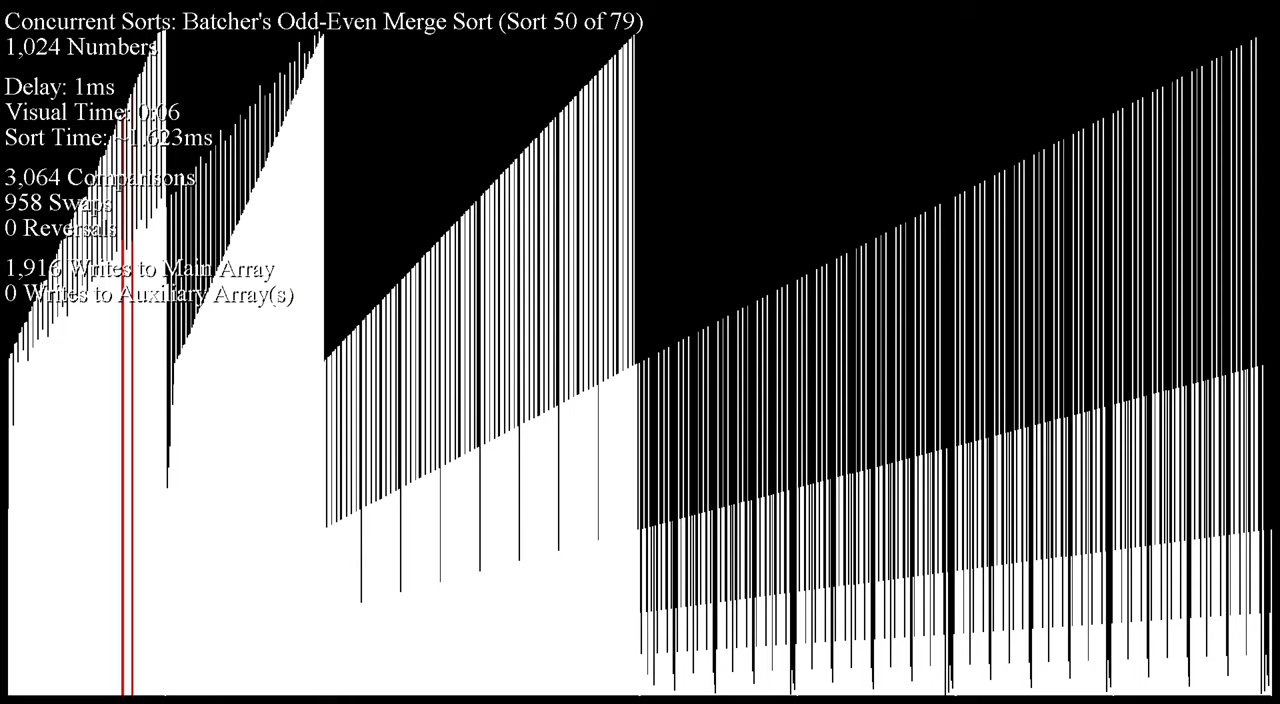 Concurrent Sorts: Batcher's Odd-Even Merge Sort (Sort 50 of 79)
1,024 Numbers
Delay: 1ms
Visual Time: 0:06
Sort Time: ~1.623ms
3,064 Comparisons
958 Swaps
0 Reversals
1,916 Writes to Main Array
0 Writes to Auxiliary Array(s)